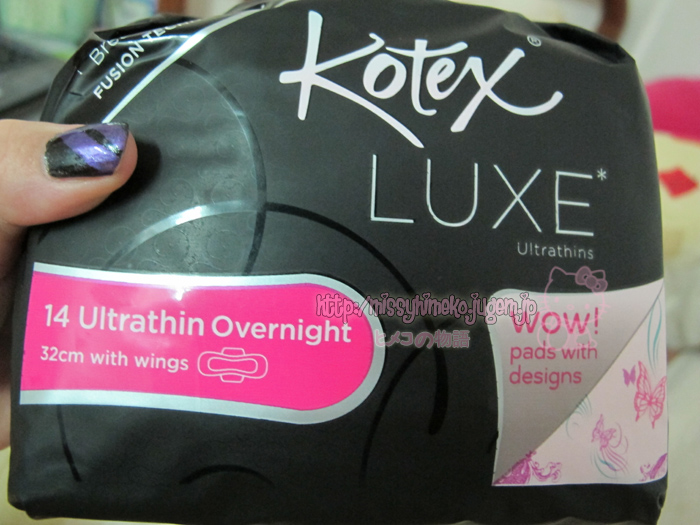 FUSION TE
Kotex®
LUXE*
Ultrathins
14 Ultrathin Overnight
32cm with wings
http://missyhimeko.jugem.jp
ヒメコの物語
wow!
pads with
designs